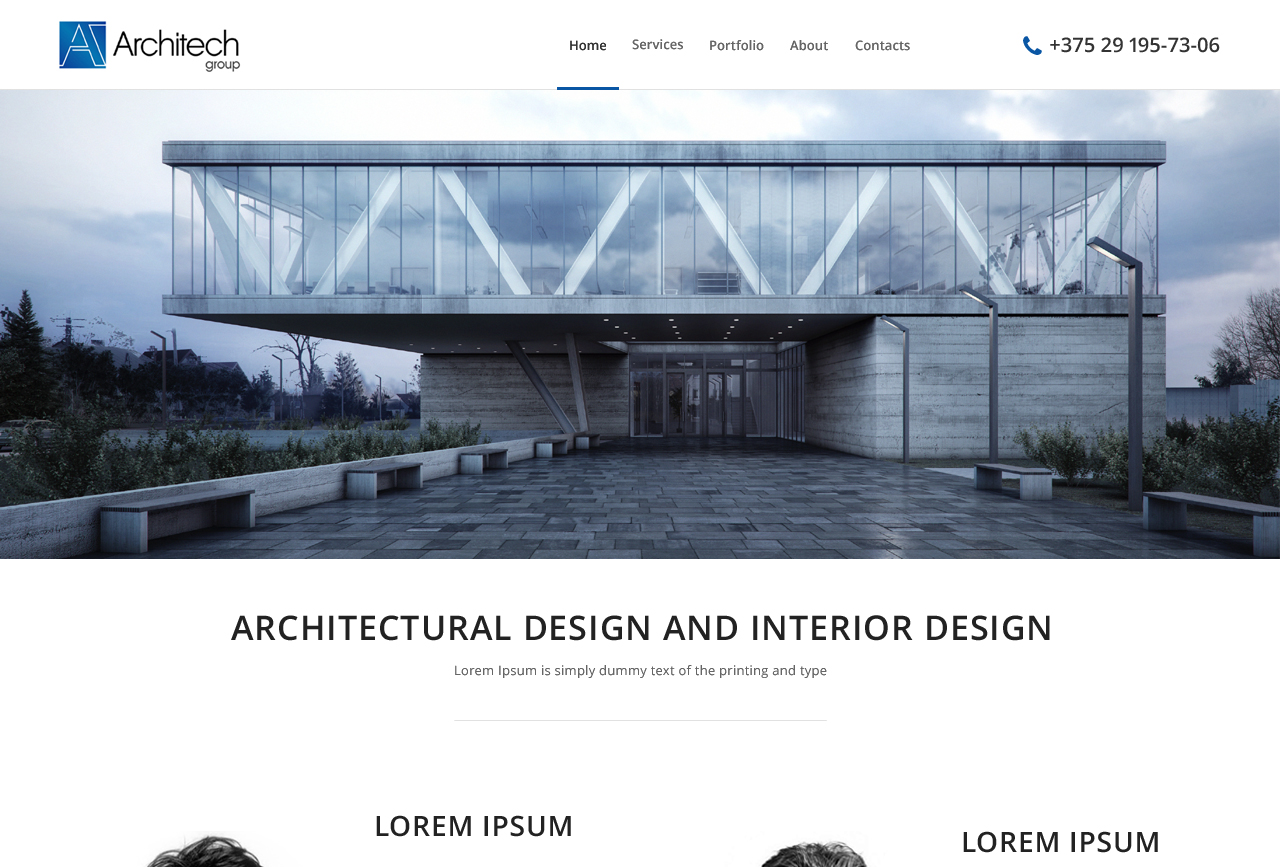 Architech
group
Home Services Portfolio About Contacts
+375 29 195-73-06
ARCHITECTURAL DESIGN AND INTERIOR DESIGN
Lorem Ipsum is simply dummy text of the printing and type
LOREM IPSUM
LOREM IPSUM